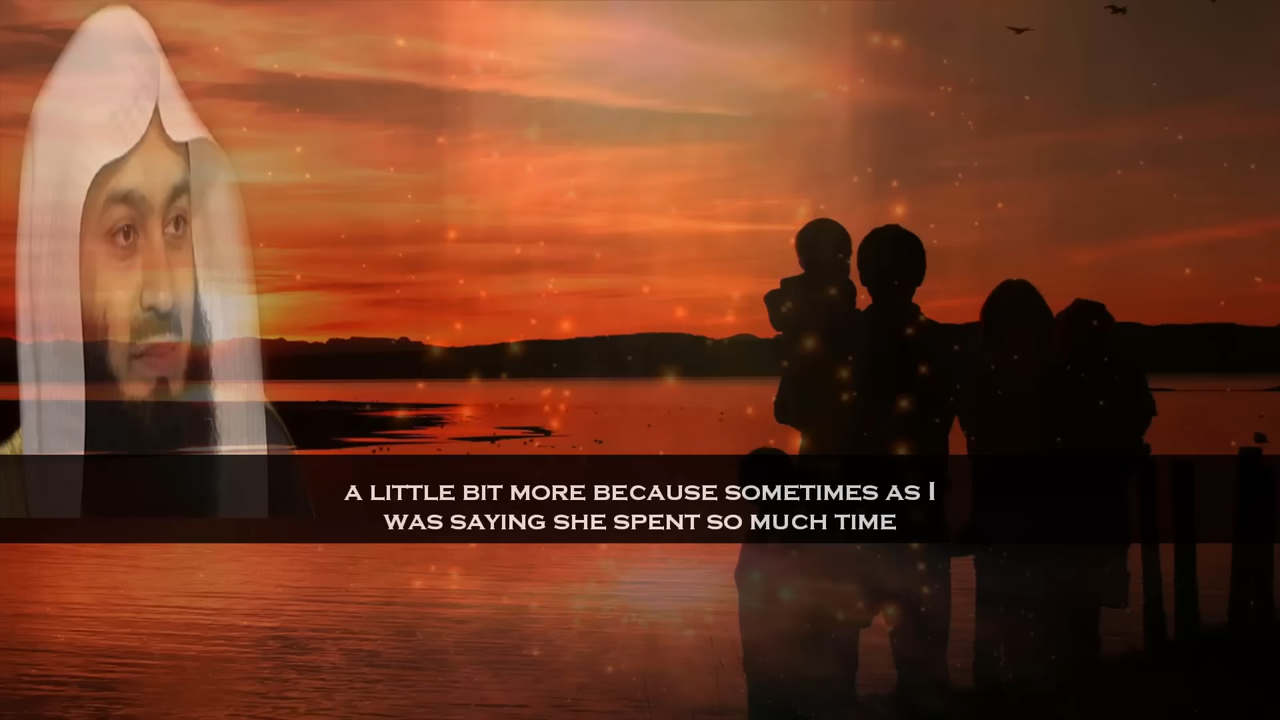 A LITTLE BIT MORE BECAUSE SOMETIMES AS I
WAS SAYING SHE SPENT SO MUCH TIME